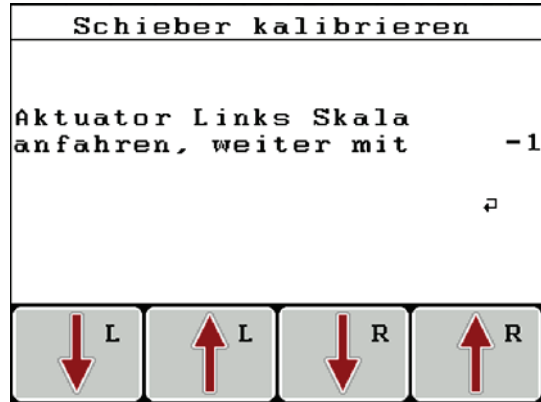 Schieber kalibrieren
Aktuator Links Skala
anfahren, weiter mit -1
↵
L L R R